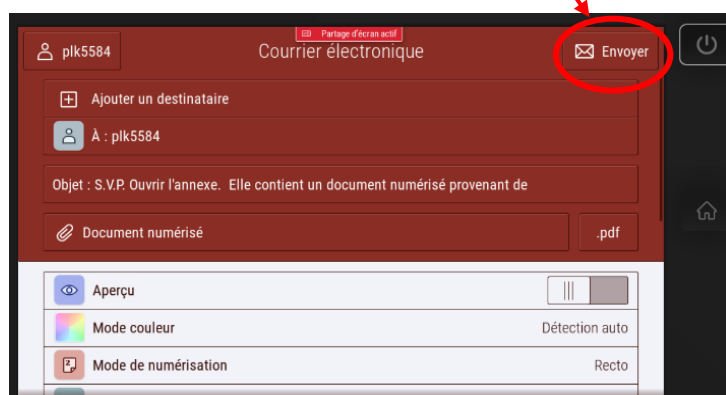 Partage d'écran actif
plk5584
Courrier électronique
Envoyer
Ajouter un destinataire
À : plk5584
Objet : S.V.P. Ouvrir l'annexe. Elle contient un document numérisé provenant de
Document numérisé
.pdf
Aperçu
Mode couleur
Détection auto
Mode de numérisation
Recto